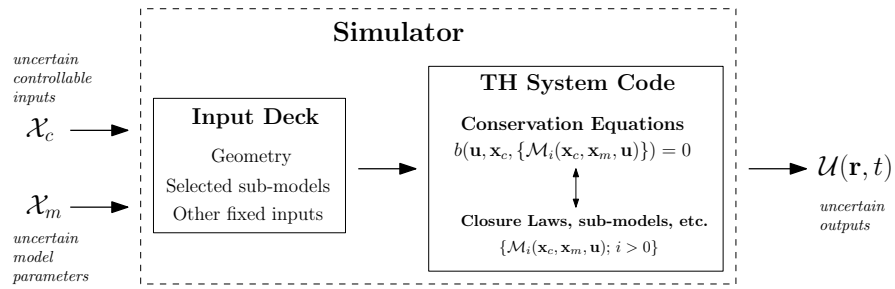 Simulator
uncertain
controllable
inputs
𝒳_c
𝒳_m
uncertain
model
parameters
Input Deck
Geometry
Selected sub-models
Other fixed inputs
TH System Code
Conservation Equations
b(𝐮, 𝐱_c, {ℳ_i(𝐱_c, 𝐱_m, 𝐮)}) = 0
Closure Laws, sub-models, etc.
{ℳ_i(𝐱_c, 𝐱_m, 𝐮); i > 0}
𝒰(𝐫, t)
uncertain
outputs